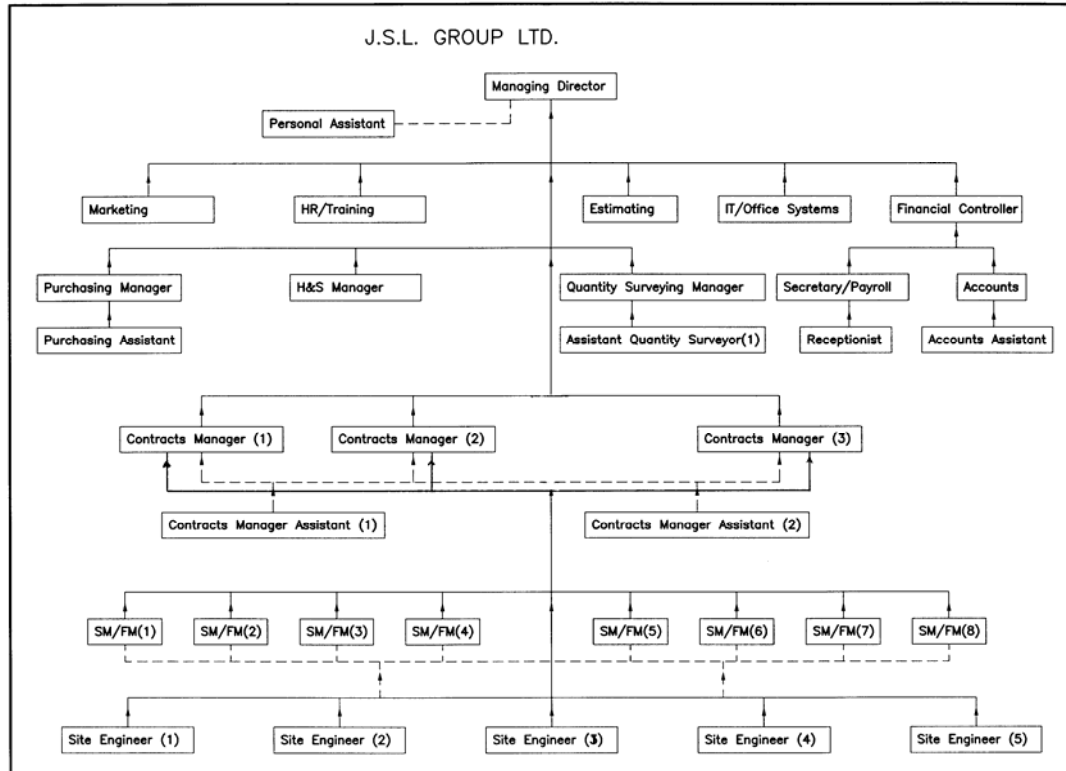 J.S.L. GROUP LTD.
Managing Director
Personal Assistant
Marketing
HR/Training
Estimating
IT/Office Systems
Financial Controller
Purchasing Manager
H&S Manager
Quantity Surveying Manager
Secretary/Payroll
Accounts
Purchasing Assistant
Assistant Quantity Surveyor(1)
Receptionist
Accounts Assistant
Contracts Manager (1)
Contracts Manager (2)
Contracts Manager (3)
Contracts Manager Assistant (1)
Contracts Manager Assistant (2)
SM/FM(1)
SM/FM(2)
SM/FM(3)
SM/FM(4)
SM/FM(5)
SM/FM(6)
SM/FM(7)
SM/FM(8)
Site Engineer (1)
Site Engineer (2)
Site Engineer (3)
Site Engineer (4)
Site Engineer (5)